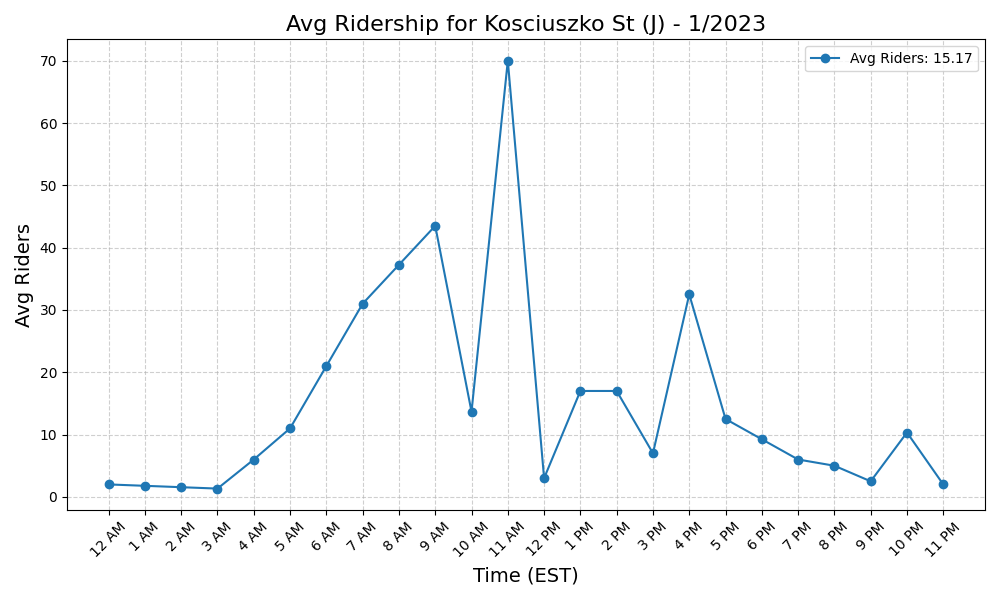 Avg Ridership for Kosciuszko St (J) - 1/2023
Avg Riders: 15.17
Avg Riders
70
60
50
40
30
20
10
0
12 AM
1 AM
2 AM
3 AM
4 AM
5 AM
6 AM
7 AM
8 AM
9 AM
10 AM
11 AM
12 PM
1 PM
2 PM
3 PM
4 PM
5 PM
6 PM
7 PM
8 PM
9 PM
10 PM
11 PM
Time (EST)